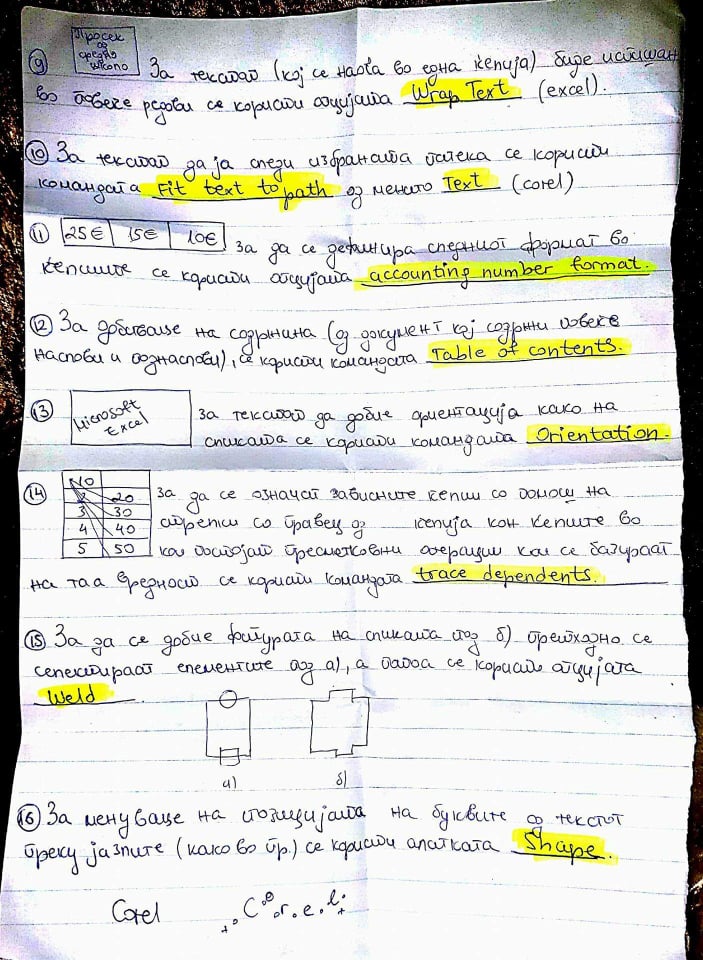 Просек
од
средно
школо
9 За текстот (кој се наоѓа во една келија) биде испишан
во повеќе редови се користи опцијата Wrap Text (excel).
10 За текстот да ја следи избраната патека се користи
командата Fit text to path од менито Text (corel)
11 25€ 15€ 10€ За да се дефинира следниот формат во
келиите се користи опцијата accounting number format.
12 За добивање на содржина (од документ кој содржи повеќе
наслови и поднаслови), се користи командата Table of contents.
13 Microsoft
Excel За текстот да добие ориентација како на
сликата се користи командата Orientation.
14 NO
2 20
3 30
4 40
5 50
За да се означат зависните келии со помош на
стрелки со правец од келија кон келиите во
кои постојат пресметковни операции кои се базираат
на таа вредност се користи командата trace dependents.
15 За да се добие фигурата на сликата под б) претходно се
селектираат елементите под а), а потоа се користи опцијата
Weld
а) б)
16 За менување на позицијата на буквите од текстот
преку јазлите (како во пр.) се користи алатката Shape.
Corel C o r e l